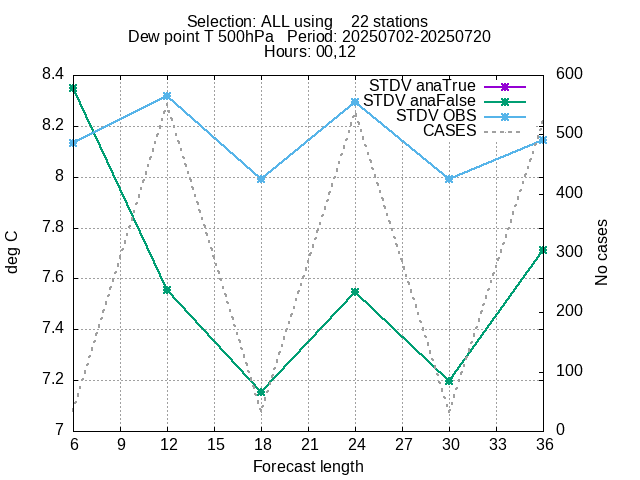 Selection: ALL using    22 stations
Dew point T 500hPa   Period: 20250702-20250720
Hours: 00,12
STDV anaTrue
STDV anaFalse
STDV OBS
CASES
8.4
8.2
8
7.8
7.6
7.4
7.2
7
deg C
600
500
400
300
200
100
0
No cases
6 9 12 15 18 21 24 27 30 33 36
Forecast length